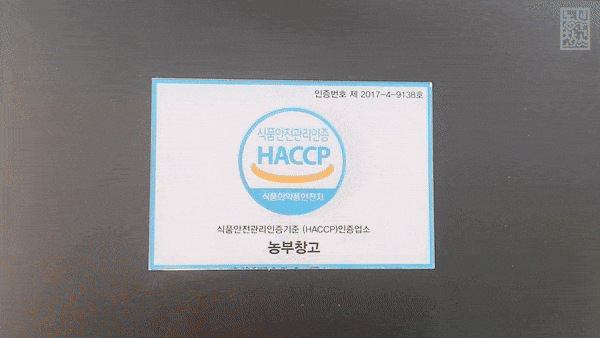 인증번호 제 2017-4-9138호
식품안전관리인증
HACCP
식품의약품안전처
식품안전관리인증기준 (HACCP)인증업소
농부창고